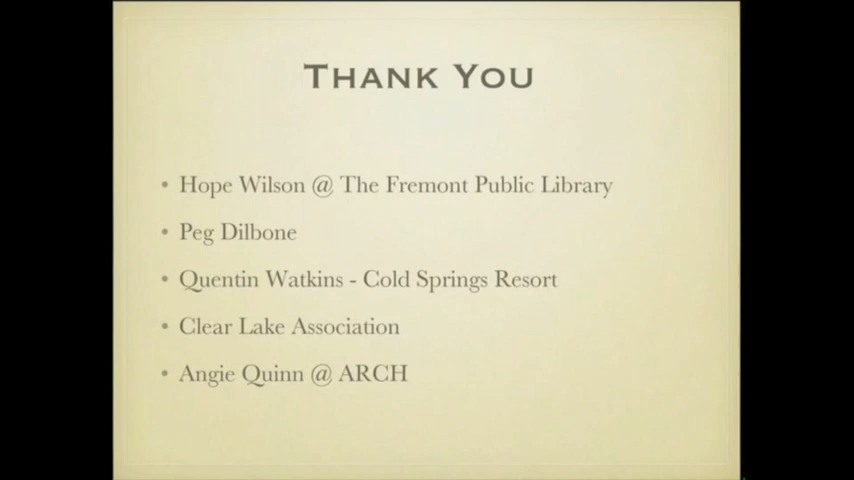 Thank You
• Hope Wilson @ The Fremont Public Library
• Peg Dilbone
• Quentin Watkins - Cold Springs Resort
• Clear Lake Association
• Angie Quinn @ ARCH